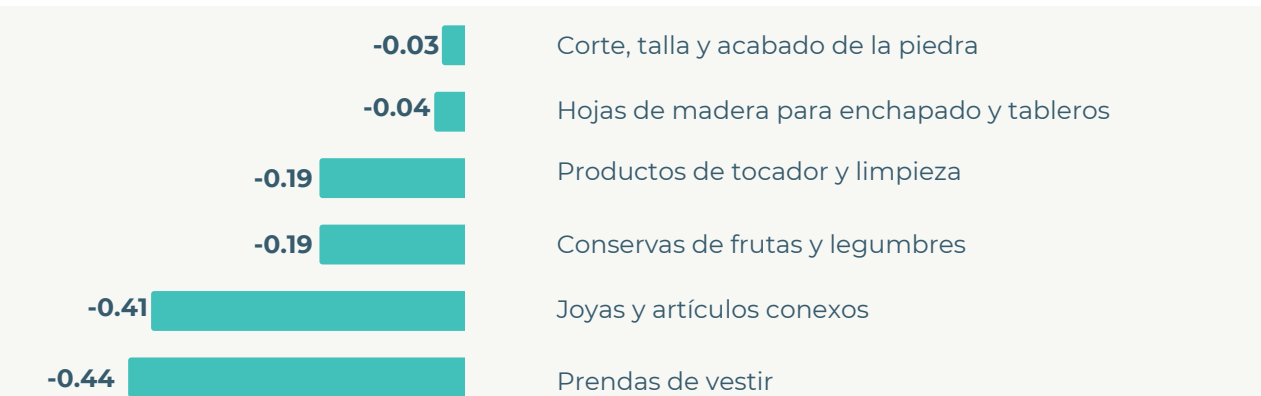 -0.03 Corte, talla y acabado de la piedra
-0.04 Hojas de madera para enchapado y tableros
-0.19 Productos de tocador y limpieza
-0.19 Conservas de frutas y legumbres
-0.41 Joyas y artículos conexos
-0.44 Prendas de vestir